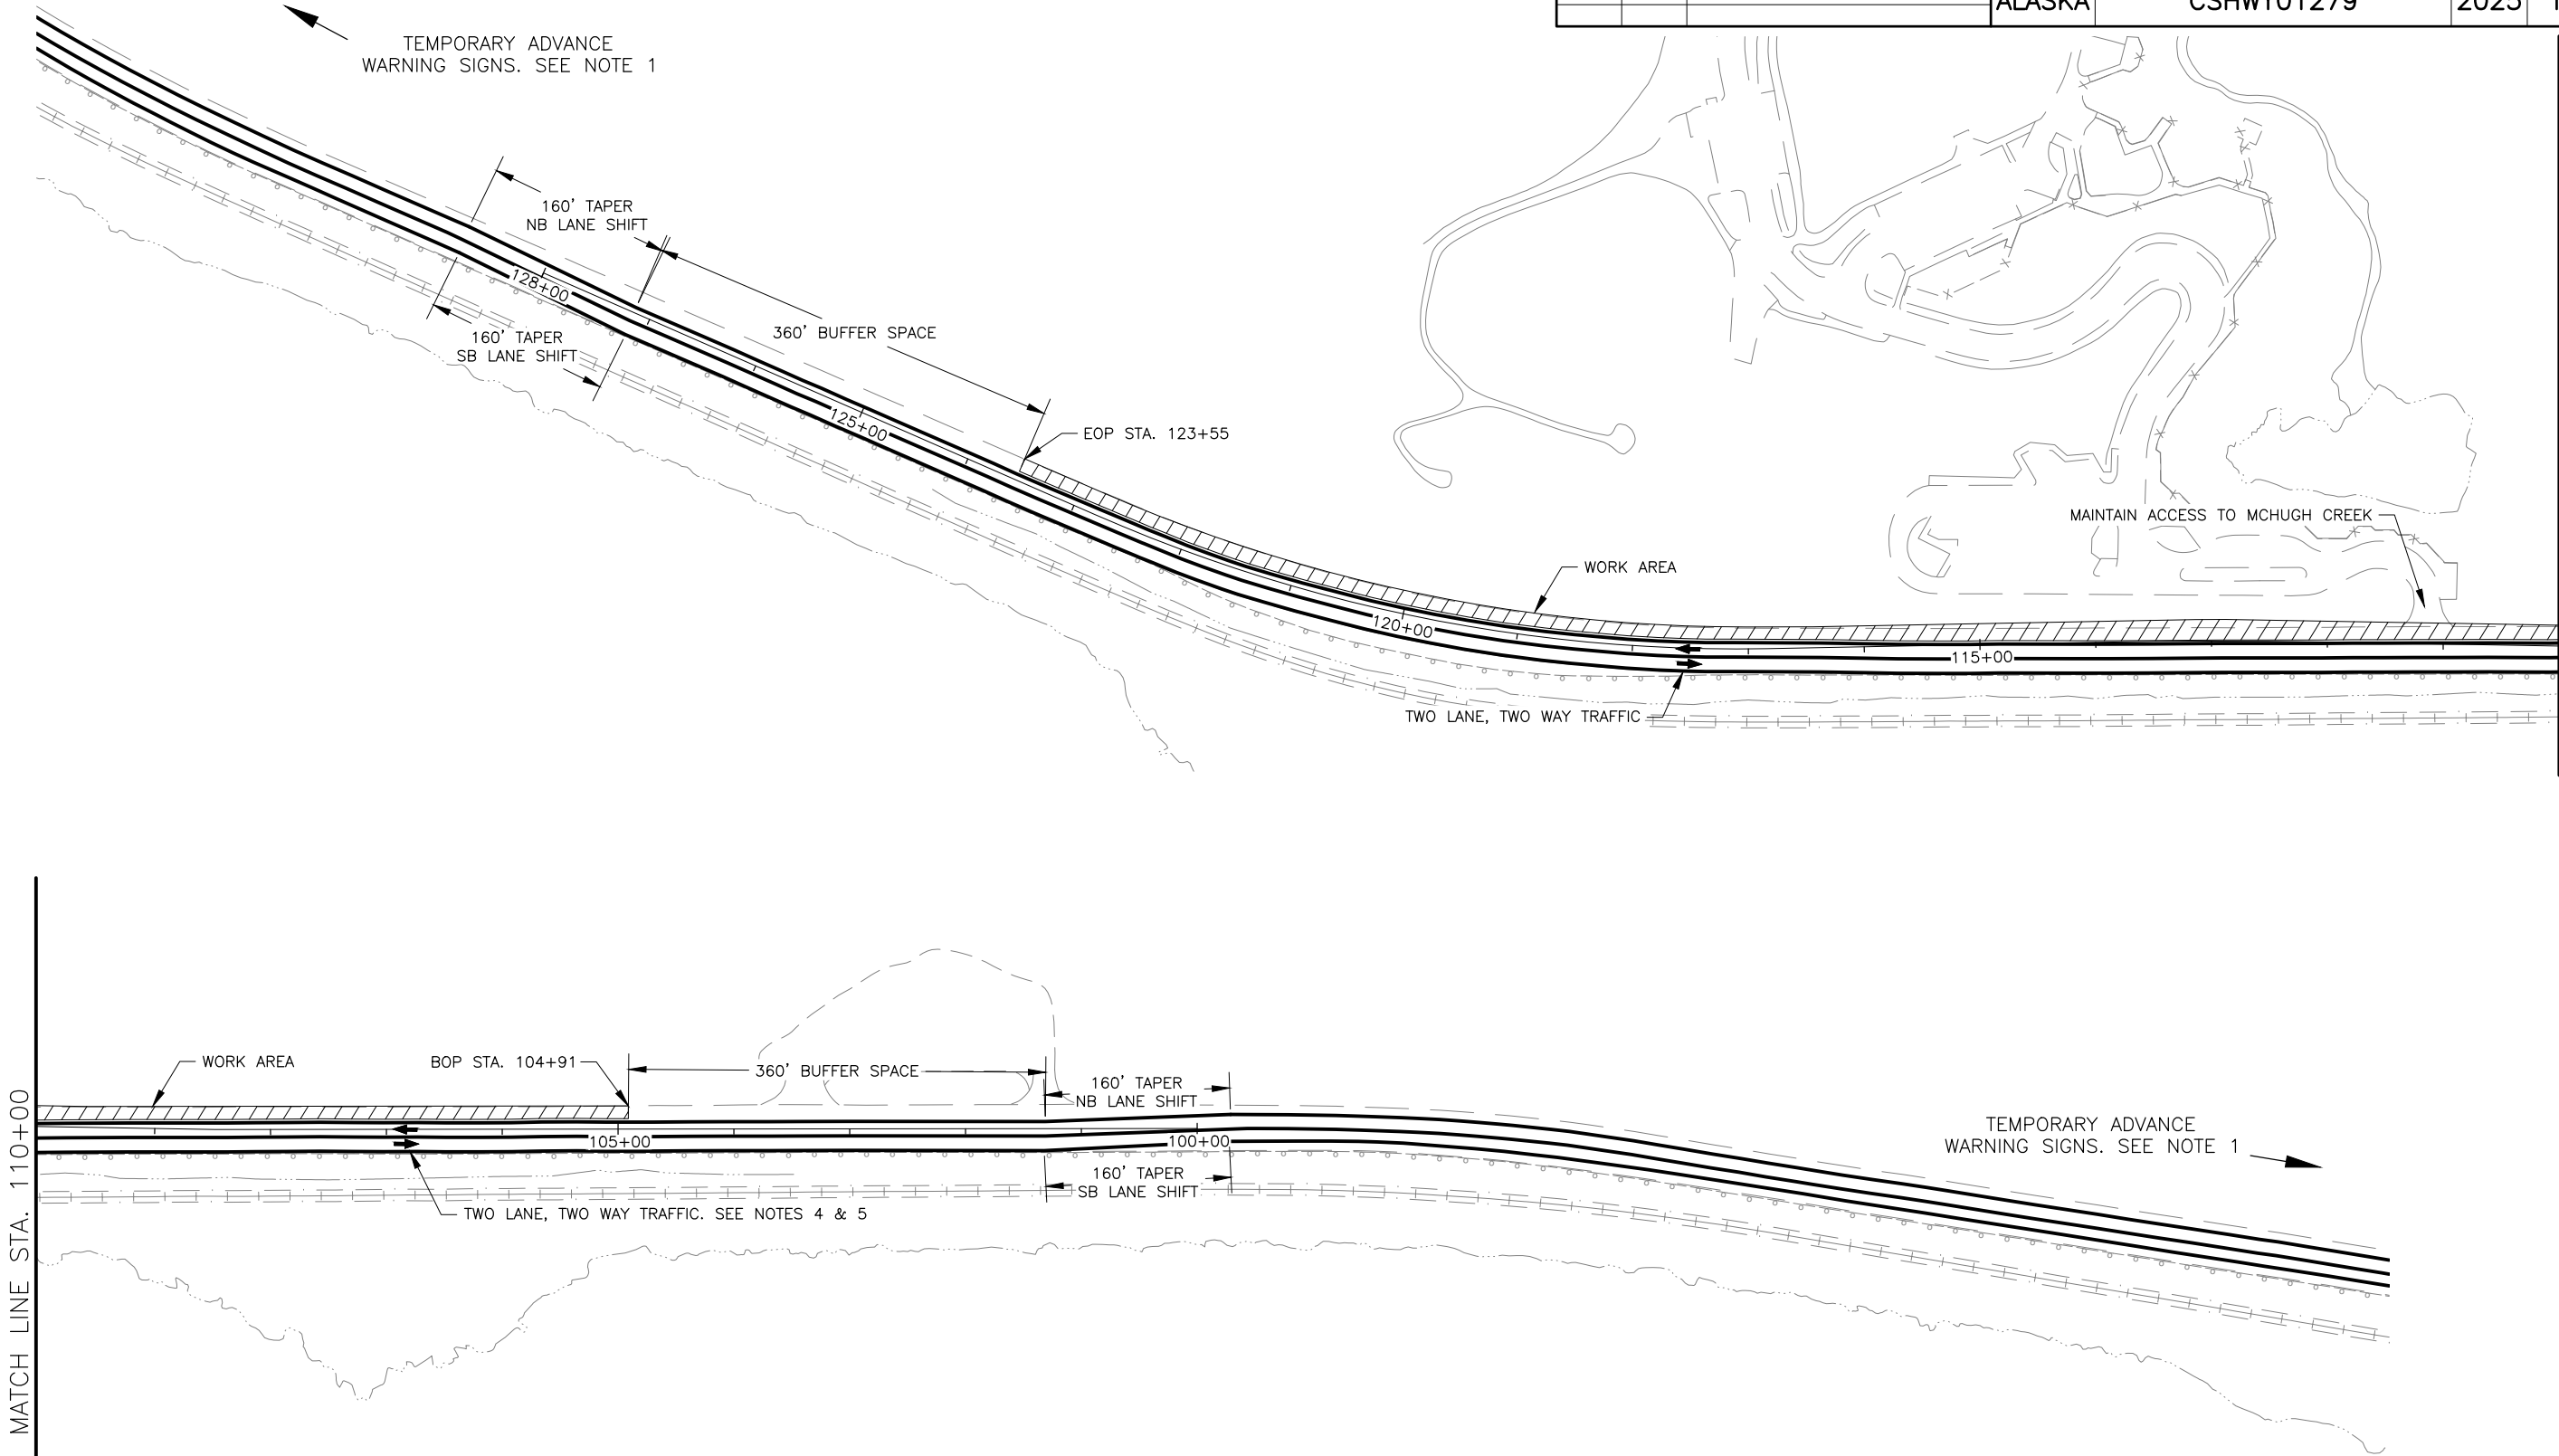 ALASKA
CSHWY01279
2025
TEMPORARY ADVANCE
WARNING SIGNS. SEE NOTE 1
160' TAPER
NB LANE SHIFT
128+00
160' TAPER
SB LANE SHIFT
360' BUFFER SPACE
125+00
EOP STA. 123+55
MAINTAIN ACCESS TO MCHUGH CREEK
WORK AREA
120+00
115+00
TWO LANE, TWO WAY TRAFFIC
MATCH LINE STA. 110+00
WORK AREA
BOP STA. 104+91
360' BUFFER SPACE
160' TAPER
NB LANE SHIFT
105+00
100+00
160' TAPER
SB LANE SHIFT
TWO LANE, TWO WAY TRAFFIC. SEE NOTES 4 & 5
TEMPORARY ADVANCE
WARNING SIGNS. SEE NOTE 1